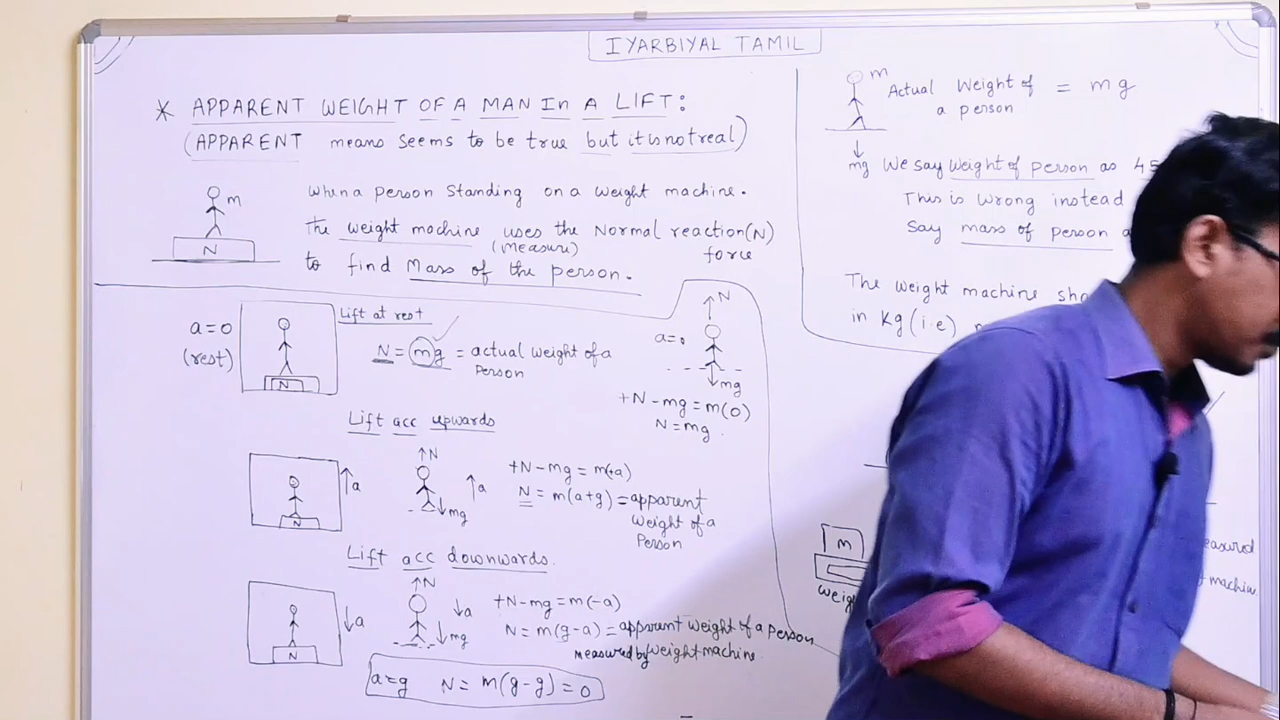 IYARBIYAL TAMIL
* APPARENT WEIGHT OF A MAN In A LIFT:
(APPARENT means seems to be true but it is not real)
m
N
when a person standing on a weight machine.
The weight mochine uses the Normal reaction(N)
(measure) force
to find Mass of the person.
m
Actual Weight of
a person
= mg
mg
We say weight of person as 45
This is wrong instead
Say mass of person
The weight machine
in Kg(i.e)
a=0
(rest)
N
Lift at rest
N = mg = actual weight of a
Person
N
a=0
mg
+N-mg=m(0)
N=mg.
Lift acc upwards
N
a
N
mg
a
+N-mg=m(+a)
N = m(a+g)=apparent
weight of a
Person
Lift acc downwards.
N
a
N
mg
a
+N-mg=m(-a)
N=m(g-a)=apparent weight of a person
measured by weight machine.
a=g N= m(g-g)=0
m
machine.